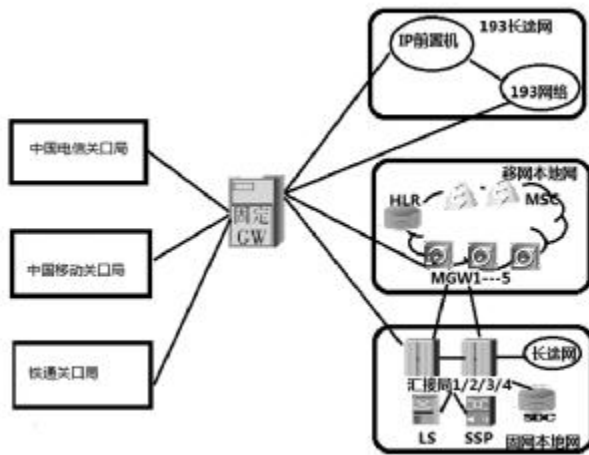 193长途网
IP前置机
193网络
中国电信关口局
中国移动关口局
铁通关口局
固定
GW
移网本地网
HLR
MSC
MGW1---5
长途网
汇接局1/2/3/4
SDC
LS
SSP
固网本地网